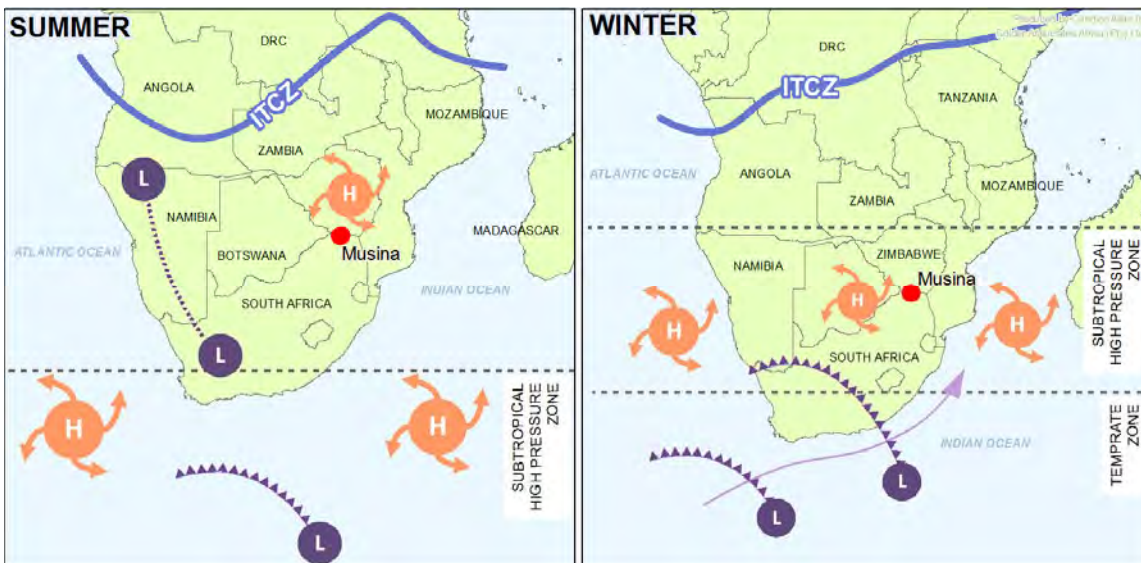 SUMMER
DRC
ANGOLA
ITCZ
MOZAMBIQUE
ZAMBIA
L
H
NAMIBIA
MADAGASCAR
ATLANTIC OCEAN
BOTSWANA
Musina
INDIAN OCEAN
SOUTH AFRICA
L
H
H
SUBTROPICAL
HIGH PRESSURE
ZONE
L
WINTER
DRC
ITCZ
TANZANIA
ATLANTIC OCEAN
ANGOLA
MOZAMBIQUE
ZAMBIA
ZIMBABWE
NAMIBIA
Musina
H
H
H
SUBTROPICAL
HIGH PRESSURE
ZONE
SOUTH AFRICA
INDIAN OCEAN
TEMPRATE
ZONE
L
L